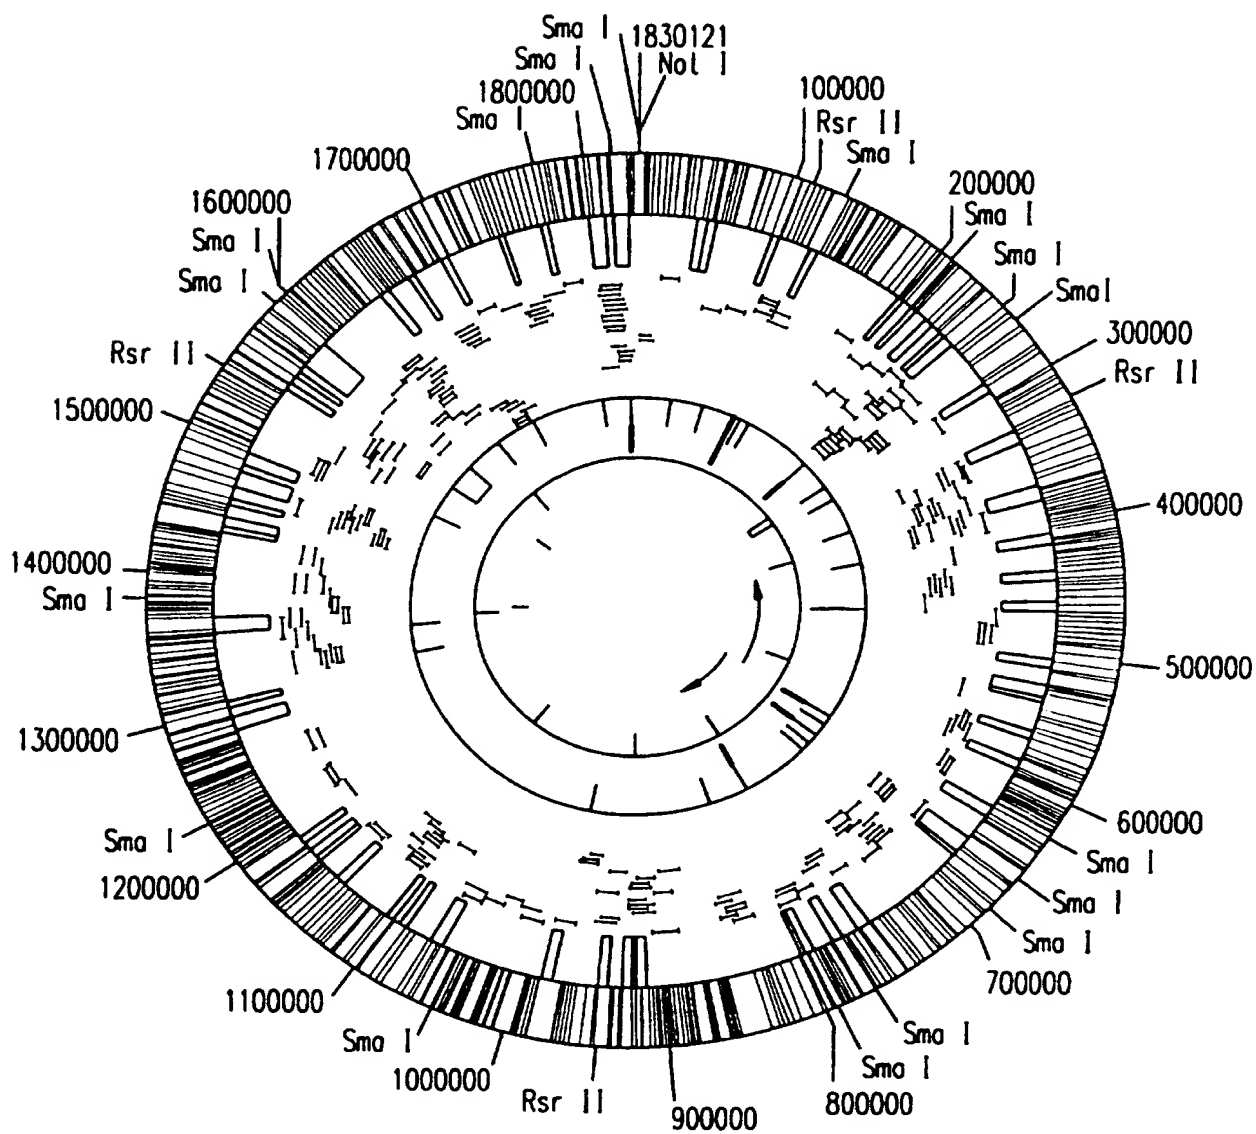 Sma I
1830121
Not I
Sma I
1800000
Sma I
100000
Rsr II
Sma I
200000
Sma I
Sma I
SmaI
300000
Rsr II
400000
500000
600000
Sma I
Sma I
Sma I
700000
Sma I
Sma I
800000
900000
Rsr II
1000000
Sma I
1100000
1200000
Sma I
1300000
Sma I
1400000
1500000
Rsr II
Sma I
Sma I
1600000
1700000